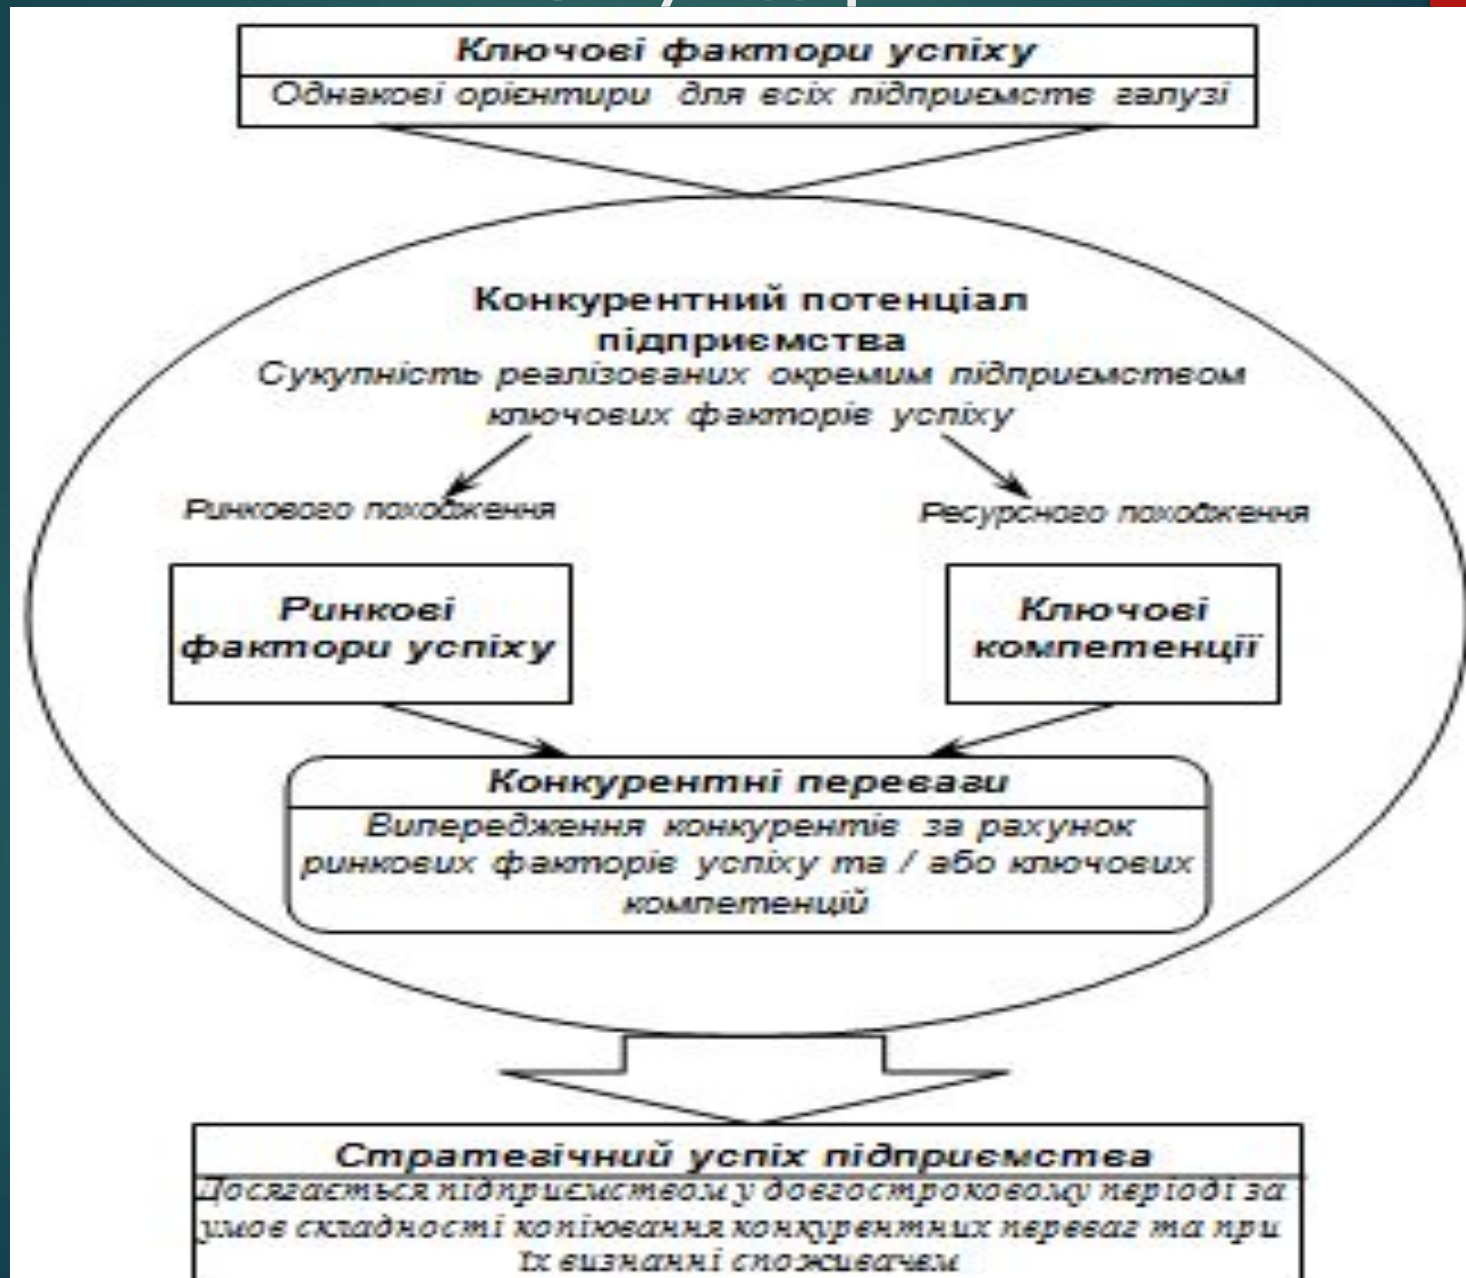 Ключові фактори успіху
Однакові орієнтири для всіх підприємств галузі
Конкурентний потенціал
підприємства
Сукупність реалізованих окремим підприємством
ключових факторів успіху
Ринкового походження
Ресурсного походження
Ринкові
фактори успіху
Ключові
компетенції
Конкурентні переваги
Випередження конкурентів за рахунок
ринкових факторів успіху та / або ключових
компетенцій
Стратегічний успіх підприємства
Досягається підприємством у довгостроковому періоді за
умов складності копіювання конкурентних переваг та при
їх визнанні споживачем